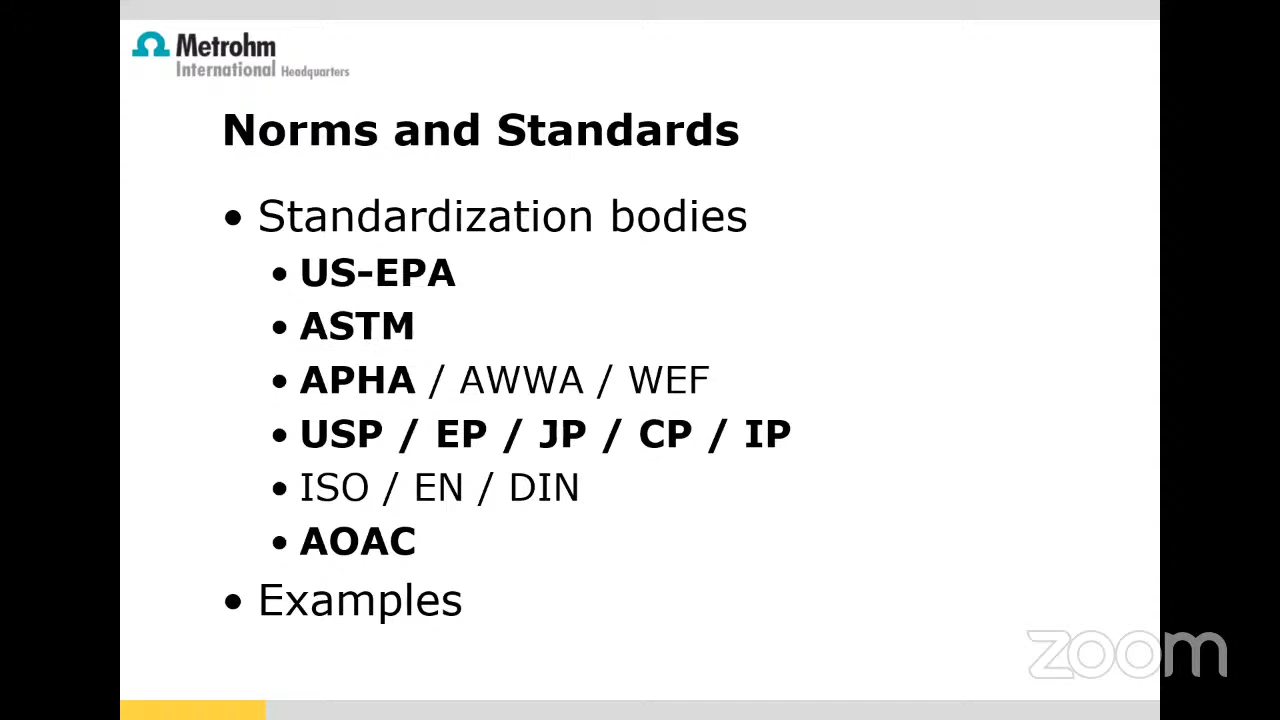 Metrohm
International Headquarters
Norms and Standards
• Standardization bodies
• US-EPA
• ASTM
• APHA / AWWA / WEF
• USP / EP / JP / CP / IP
• ISO / EN / DIN
• AOAC
• Examples
zoom